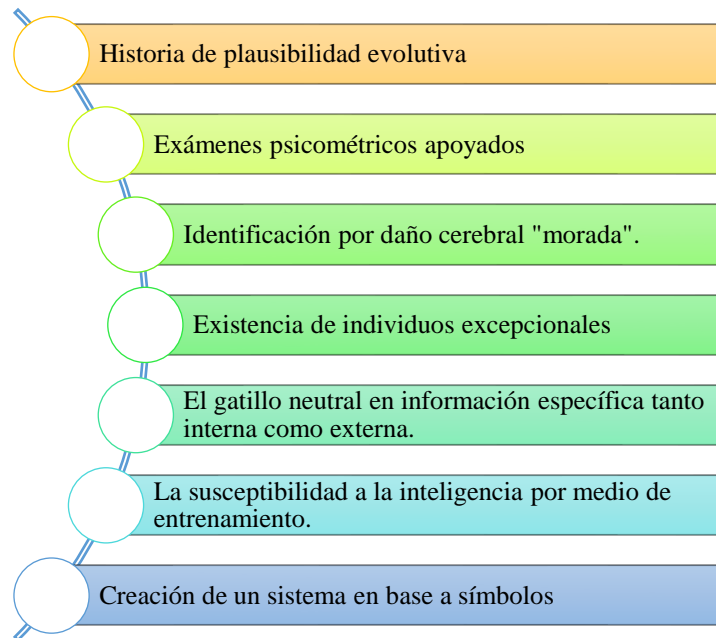 Historia de plausibilidad evolutiva
Exámenes psicométricos apoyados
Identificación por daño cerebral "morada".
Existencia de individuos excepcionales
El gatillo neutral en información específica tanto
interna como externa.
La susceptibilidad a la inteligencia por medio de
entrenamiento.
Creación de un sistema en base a símbolos